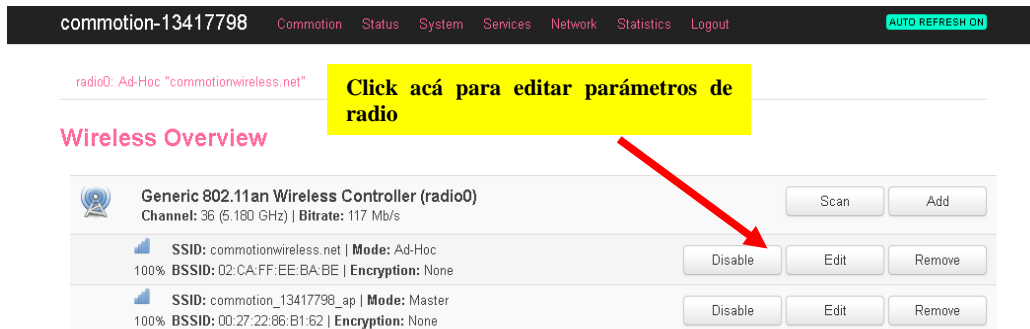 commotion-13417798 Commotion Status System Services Network Statistics Logout AUTO REFRESH ON
radio0: Ad-Hoc "commotionwireless.net"
Click acá para editar parámetros de
radio
Wireless Overview
Generic 802.11an Wireless Controller (radio0)
Channel: 36 (5.180 GHz) | Bitrate: 117 Mb/s
Scan Add
SSID: commotionwireless.net | Mode: Ad-Hoc
100% BSSID: 02:CA:FF:EE:BA:BE | Encryption: None
Disable Edit Remove
SSID: commotion_13417798_ap | Mode: Master
100% BSSID: 00:27:22:86:B1:62 | Encryption: None
Disable Edit Remove